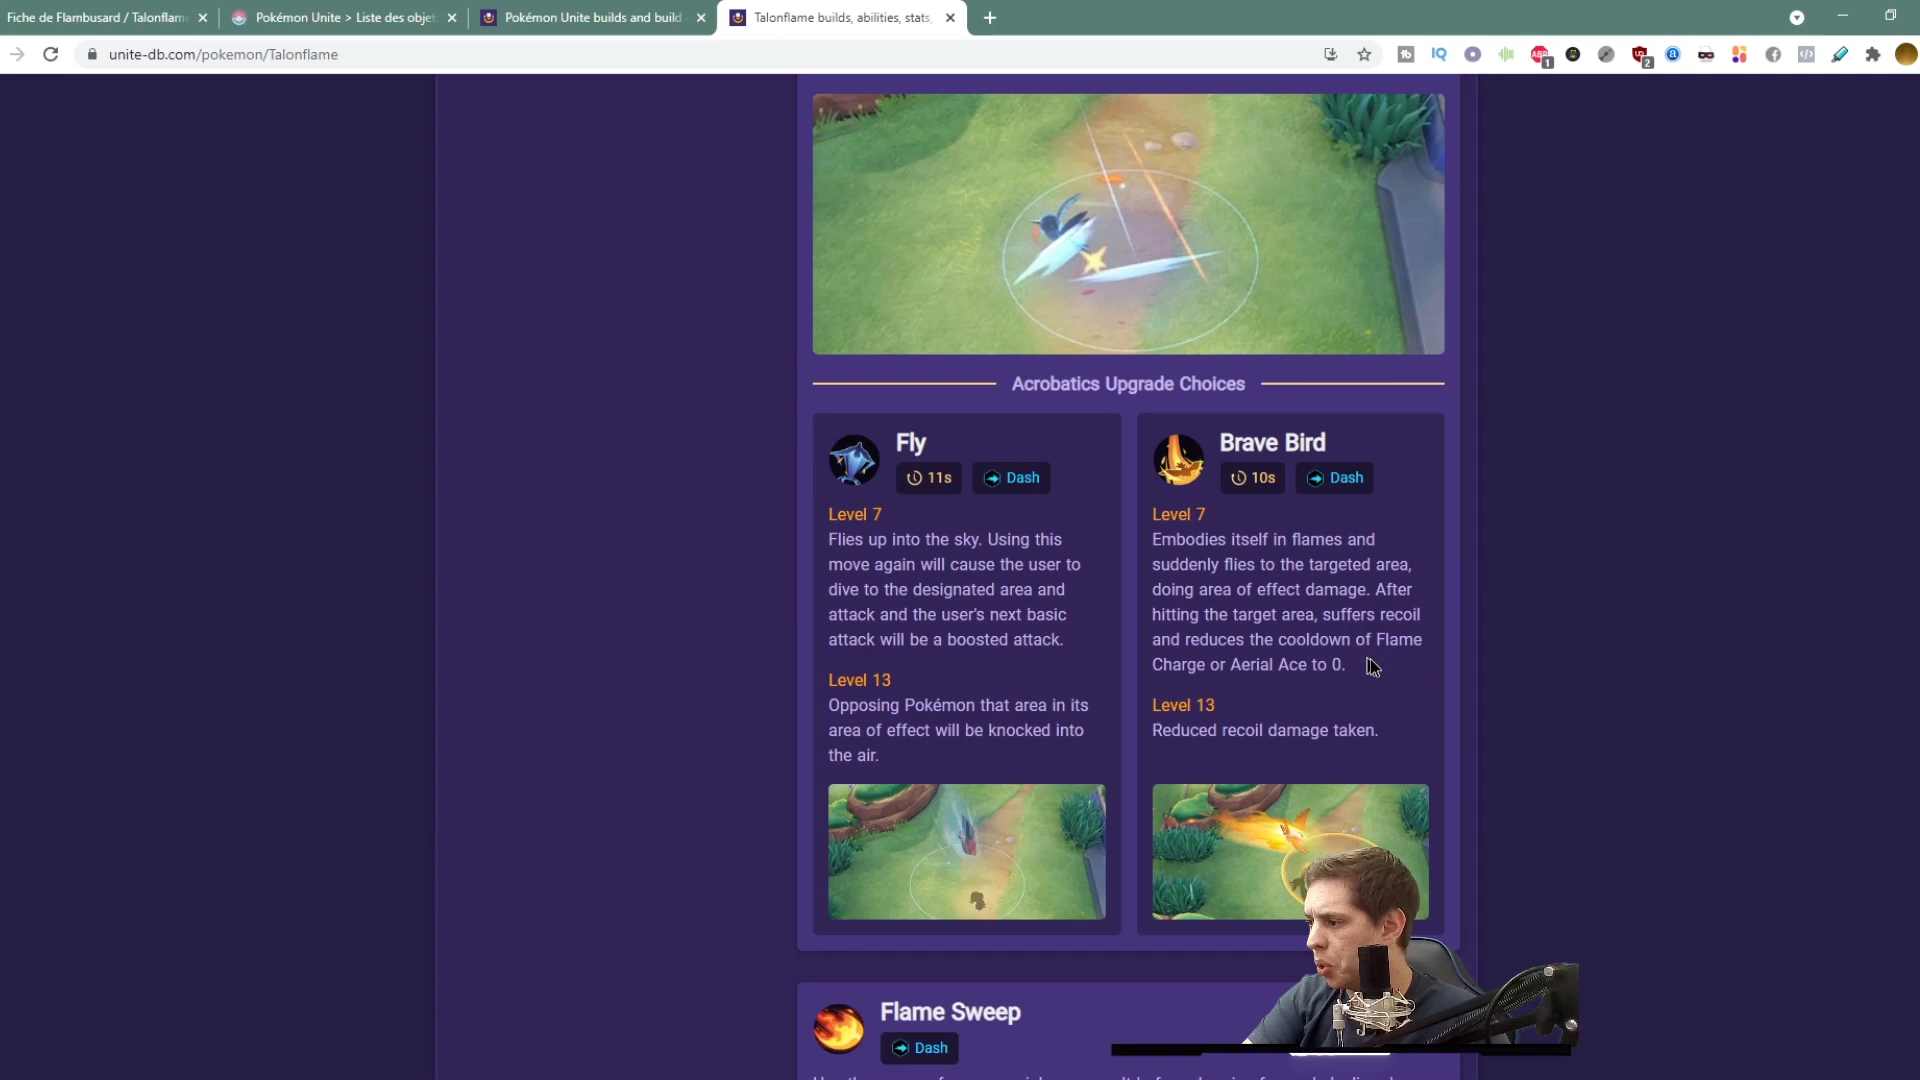 Fiche de Flambusard / Talonflam
Pokémon Unite > Liste des objet
Pokémon Unite builds and build
Talonflame builds, abilities, stats,
unite-db.com/pokemon/Talonflame
IQ
1
2
Acrobatics Upgrade Choices
Fly
11s
Dash
Level 7
Flies up into the sky. Using this
move again will cause the user to
dive to the designated area and
attack and the user's next basic
attack will be a boosted attack.
Level 13
Opposing Pokémon that area in its
area of effect will be knocked into
the air.
Brave Bird
10s
Dash
Level 7
Embodies itself in flames and
suddenly flies to the targeted area,
doing area of effect damage. After
hitting the target area, suffers recoil
and reduces the cooldown of Flame
Charge or Aerial Ace to 0.
Level 13
Reduced recoil damage taken.
Flame Sweep
Dash